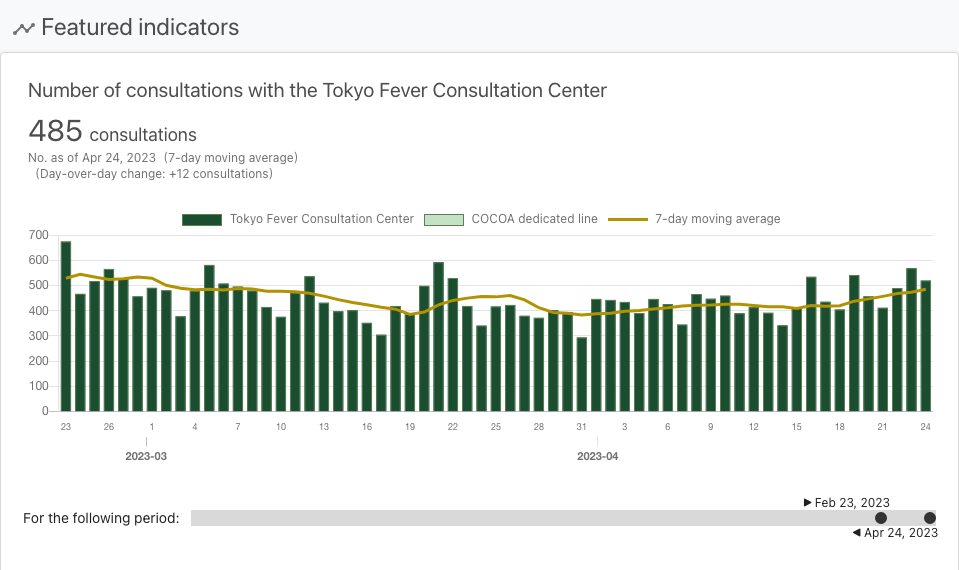 Featured indicators
Number of consultations with the Tokyo Fever Consultation Center
485 consultations
No. as of Apr 24, 2023 (7-day moving average)
(Day-over-day change: +12 consultations)
Tokyo Fever Consultation Center COCOA dedicated line 7-day moving average
700
600
500
400
300
200
100
0
23 26 1 4 7 10 13 16 19 22 25 28 31 3 6 9 12 15 18 21 24
2023-03 2023-04
▶ Feb 23, 2023
For the following period:
◀ Apr 24, 2023